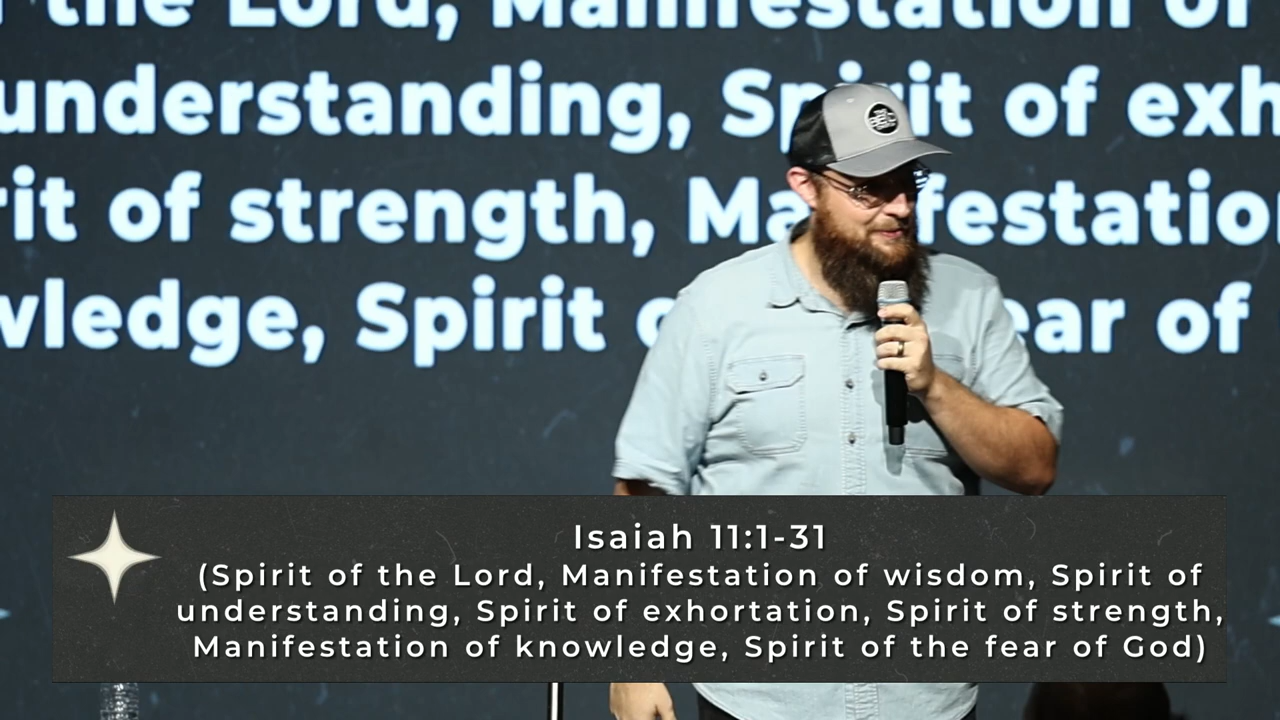 the Lord, Manifestation of
understanding, Spirit of exh
rit of strength, Manifestation
wledge, Spirit of
ear of
Isaiah 11:1-31
(Spirit of the Lord, Manifestation of wisdom, Spirit of
understanding, Spirit of exhortation, Spirit of strength,
Manifestation of knowledge, Spirit of the fear of God)